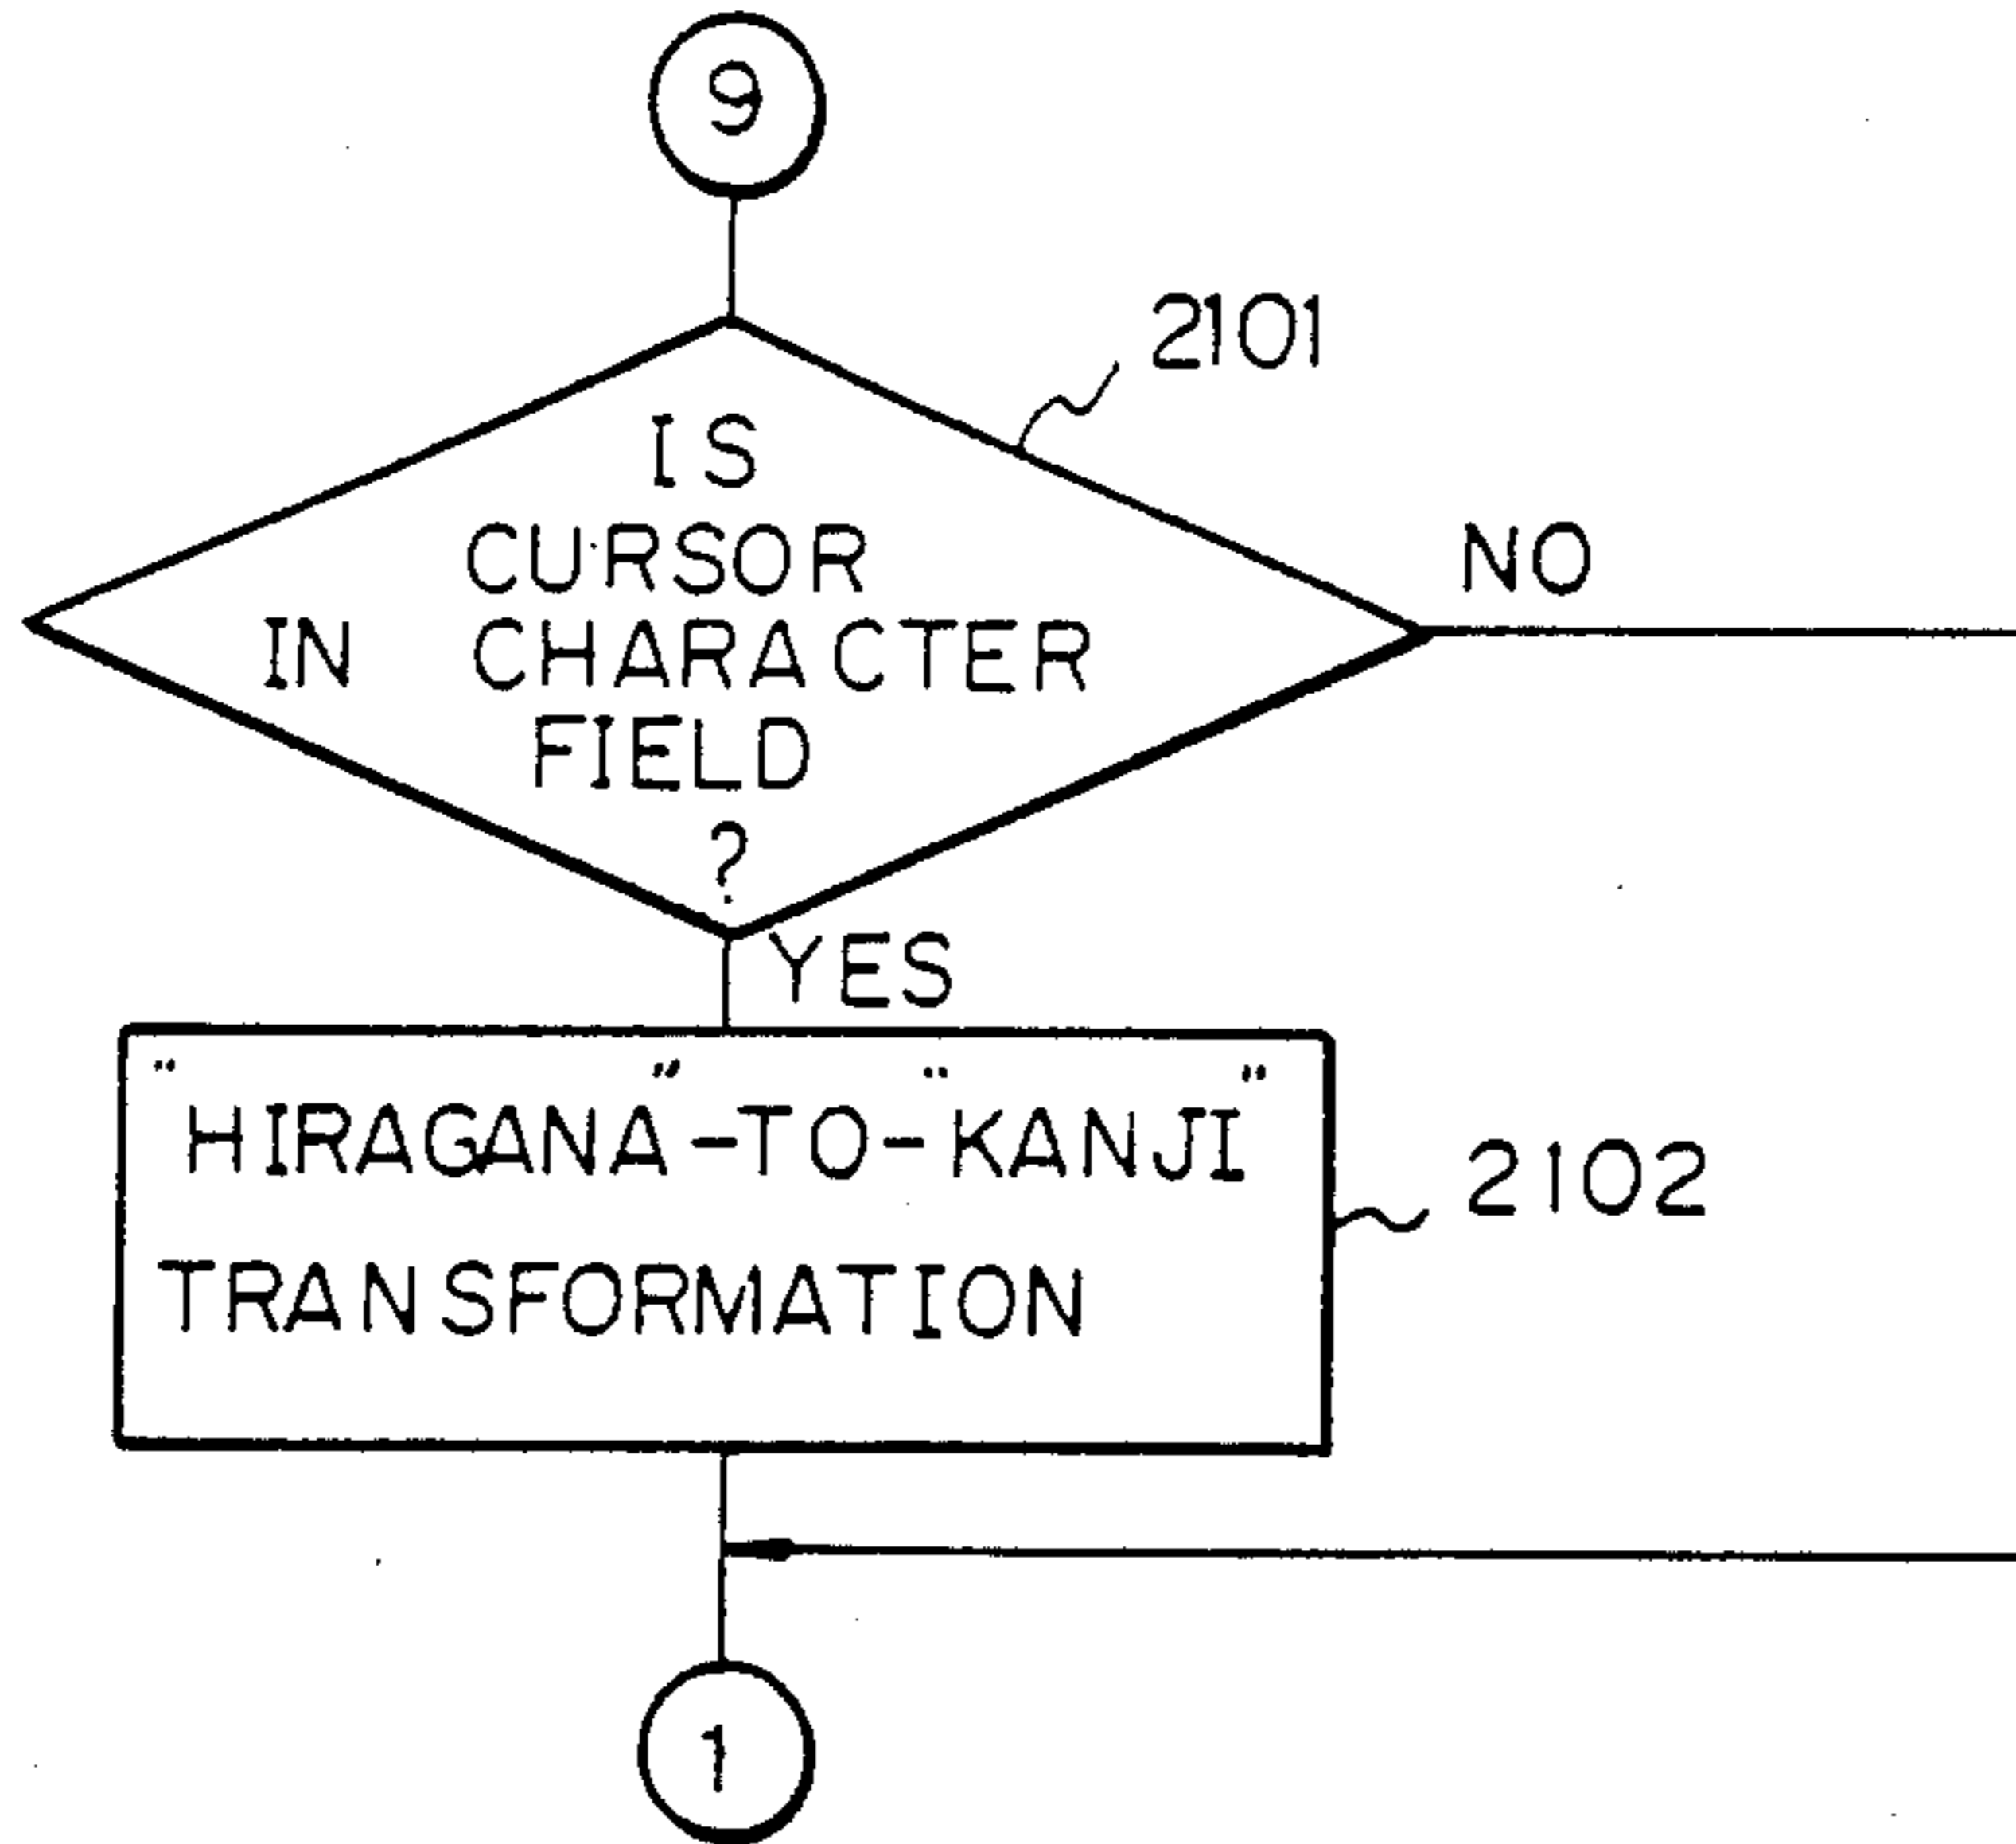 9
2101
IS
CURSOR
IN CHARACTER
FIELD
?
NO
YES
"HIRAGANA"-TO-"KANJI"
TRANSFORMATION
2102
1